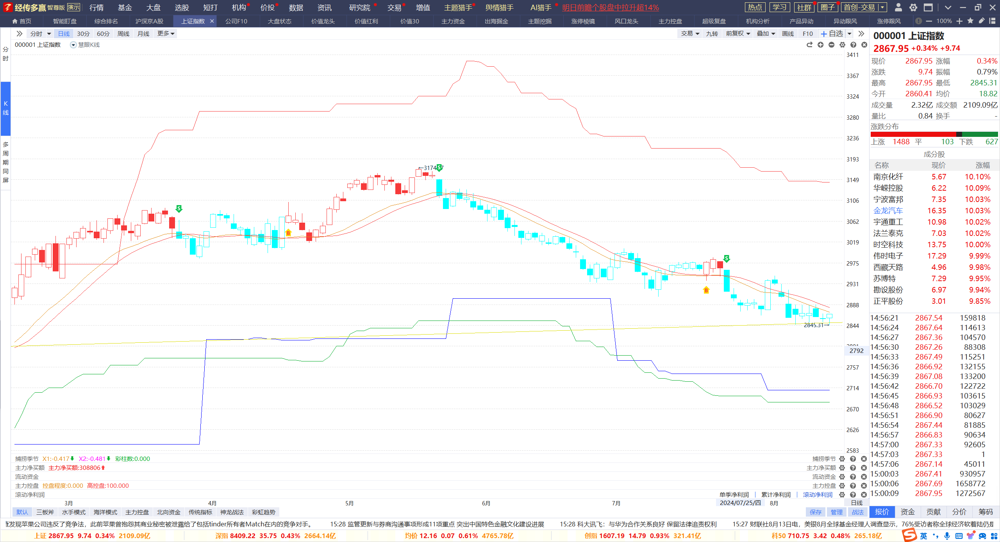 经传多赢 智尊版 演示 行情 基金 大盘 选股 短打 机构 价投 数据 资讯 研究院 交易 增值 主题猎手 舆情猎手 AI猎手 明日前瞻个股盘中拉升超14% 热点 学习 社群 圈子 首创-交易
首页 智能盯盘 综合排名 沪深京A股 上证指数 公司F10 大盘状态 价值龙头 价值红利 价值30 主力资金 出海掘金 主题挖掘 涨停棱镜 风口龙头 主力控盘 超级复盘 机构分析 产品异动 异动跟风 涨停跟风 100%
分时 日线 30分 60分 周线 月线 更多 交易 九转 前复权 叠加 画线 F10 自选
000001 上证指数 慧眼K线
分时
K线
多周期同屏
3411
3367
3324
3280
3236
3193
3149
3106
3062
3019
2975
2931
2888
2844
2792
2757
2714
2670
2626
2583
S
B
S
B
S
2845.31→
捕捞季节 X1:-0.417 X2:-0.481 彩柱数:0.000 捕捞季节
主力净买额 主力净买额:308806 主力净买额
流动资金 流动资金
主力控盘 控盘程度:0.000 高控盘:100.000 主力控盘
滚动净利润 单季净利润 累计净利润 滚动净利润
3月 4月 5月 6月 7月 2024/07/25/四 8月 日线
默认 三板斧 水手模式 海洋模式 主力控盘 北向资金 传统指标 神龙战法 彩虹趋势 保存 管理 战法
000001 上证指数
2867.95 +0.34% +9.74
现价 2867.95 涨幅 0.34%
涨跌 9.74 振幅 0.79%
最高 2867.95 最低 2845.31
今开 2860.41 均价 18.82
成交量 2.32亿 成交额 2109.09亿
量比 0.84 换手 -
涨跌分布
上涨 1488 平 103 下跌 627
成分股
名称 现价 涨幅
南京化纤 5.67 10.10%
华嵘控股 6.22 10.09%
宁波富邦 7.35 10.03%
金龙汽车 16.35 10.03%
宇通重工 10.98 10.02%
法兰泰克 7.03 10.02%
时空科技 13.75 10.00%
伟时电子 17.29 9.99%
西藏天路 4.96 9.98%
苏博特 7.29 9.95%
勘设股份 6.97 9.94%
正平股份 3.01 9.85%
14:56:21 2867.54 159818
14:56:24 2867.64 114613
14:56:27 2867.36 104570
14:56:30 2867.26 88308
14:56:33 2867.49 115251
14:56:36 2866.92 132155
14:56:39 2867.08 133200
14:56:42 2866.70 122722
14:56:45 2866.93 103615
14:56:48 2866.52 103029
14:56:51 2866.90 80627
14:56:54 2867.44 81885
14:56:57 2866.83 90634
14:57:00 2867.33 92605
14:57:03 2867.33 1
14:57:06 2867.14 45011
15:00:03 2867.41 930957
15:00:06 2867.69 1658772
15:00:09 2867.95 1272567
报价 资金 贡献 分价 筹码
发现苹果公司违反了竞争法，此前苹果曾抱怨其商业秘密被泄露给了包括tinder所有者Match在内的竞争对手。 15:28 监管更新与券商沟通事项形成11项重点 突出中国特色金融文化建设进展 15:28 科大讯飞：与华为合作关系良好 保留法律追责权利 15:27 财联社8月13日电，美银8月全球基金经理人调查显示，76%受访者称全球经济软着陆仍是
上证 2867.95 9.74 0.34% 2109.09亿 深指 8409.22 35.75 0.43% 2664.14亿 均价 12.16 0.07 0.61% 4765.78亿 创指 1607.19 14.79 0.93% 321.41亿 科50 710.75 3.42 0.48% 265.18亿 英